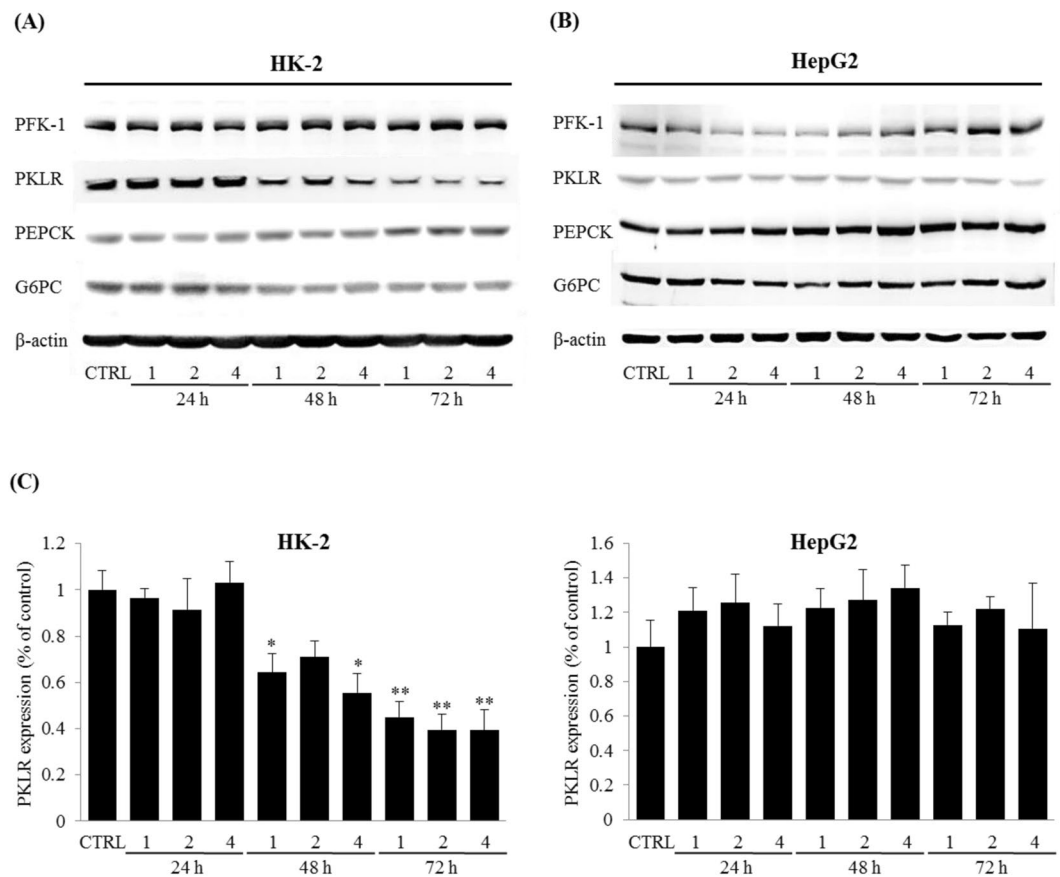 (A)
HK-2
PFK-1
PKLR
PEPCK
G6PC
β-actin
CTRL 1 2 4 1 2 4 1 2 4
24 h 48 h 72 h
(B)
HepG2
PFK-1
PKLR
PEPCK
G6PC
β-actin
CTRL 1 2 4 1 2 4 1 2 4
24 h 48 h 72 h
(C)
HK-2
PKLR expression (% of control)
1.2
1
0.8
0.6
0.4
0.2
0
* * ** ** **
CTRL 1 2 4 1 2 4 1 2 4
24 h 48 h 72 h
HepG2
PKLR expression (% of control)
1.6
1.4
1.2
1
0.8
0.6
0.4
0.2
0
CTRL 1 2 4 1 2 4 1 2 4
24 h 48 h 72 h